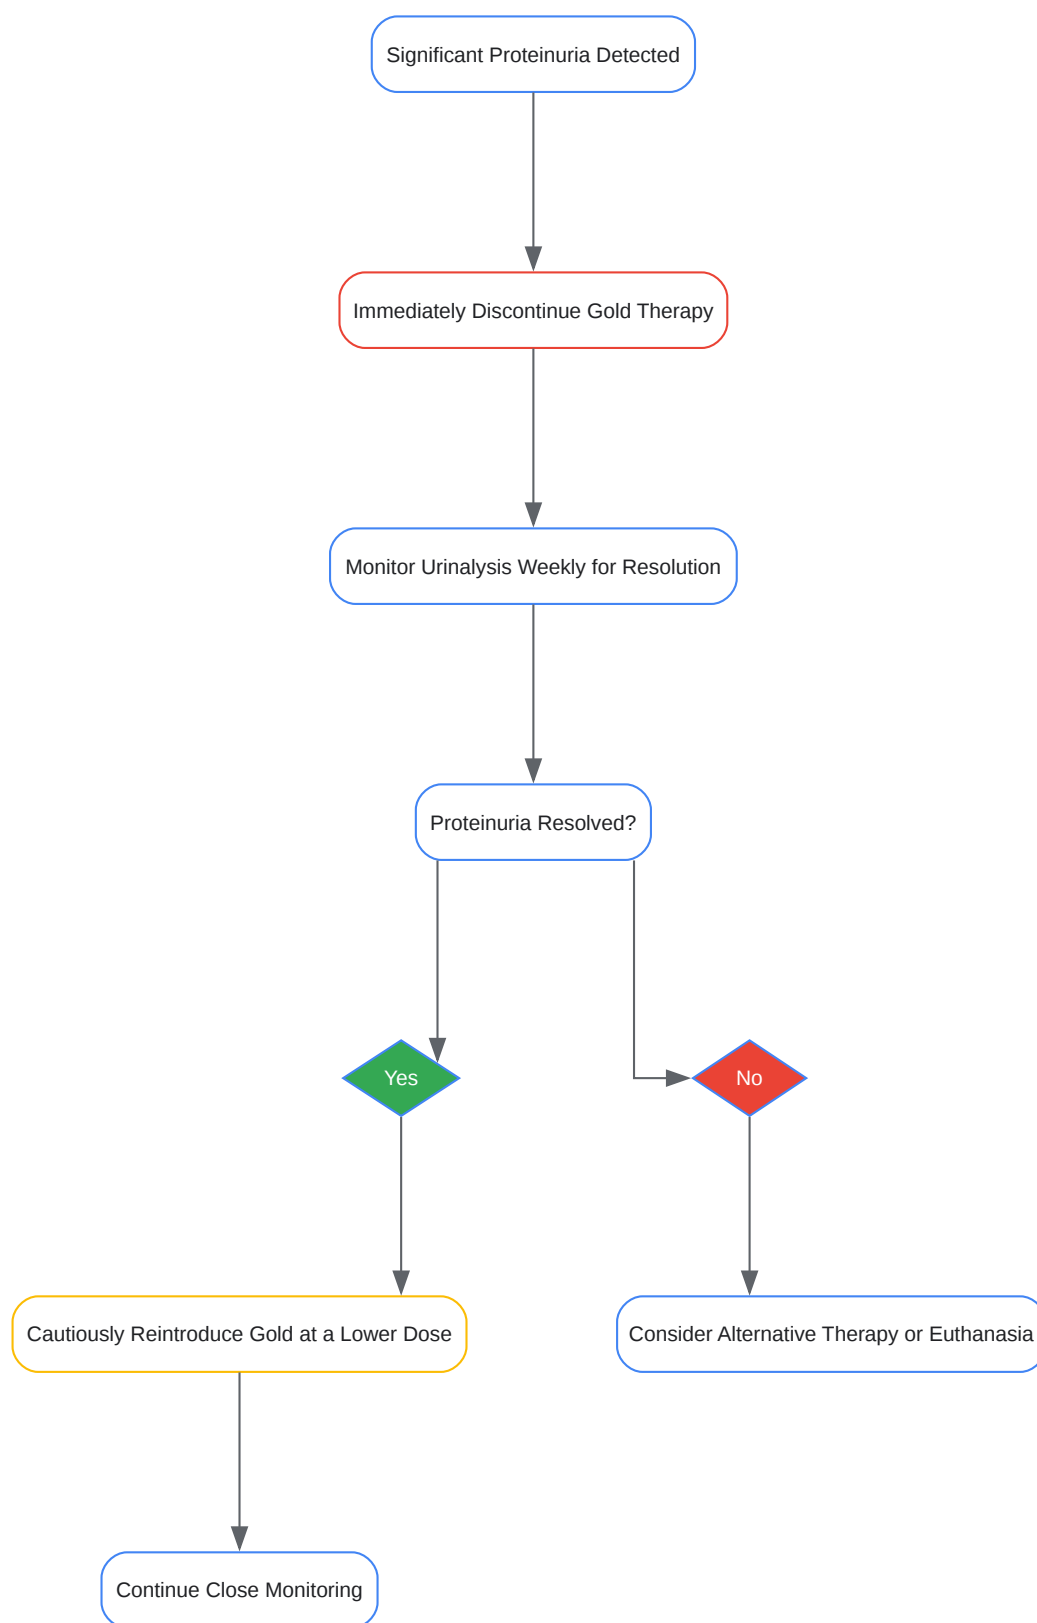 Significant Proteinuria Detected
Immediately Discontinue Gold Therapy
Monitor Urinalysis Weekly for Resolution
Proteinuria Resolved?
Yes
No
Cautiously Reintroduce Gold at a Lower Dose
Consider Alternative Therapy or Euthanasia
Continue Close Monitoring